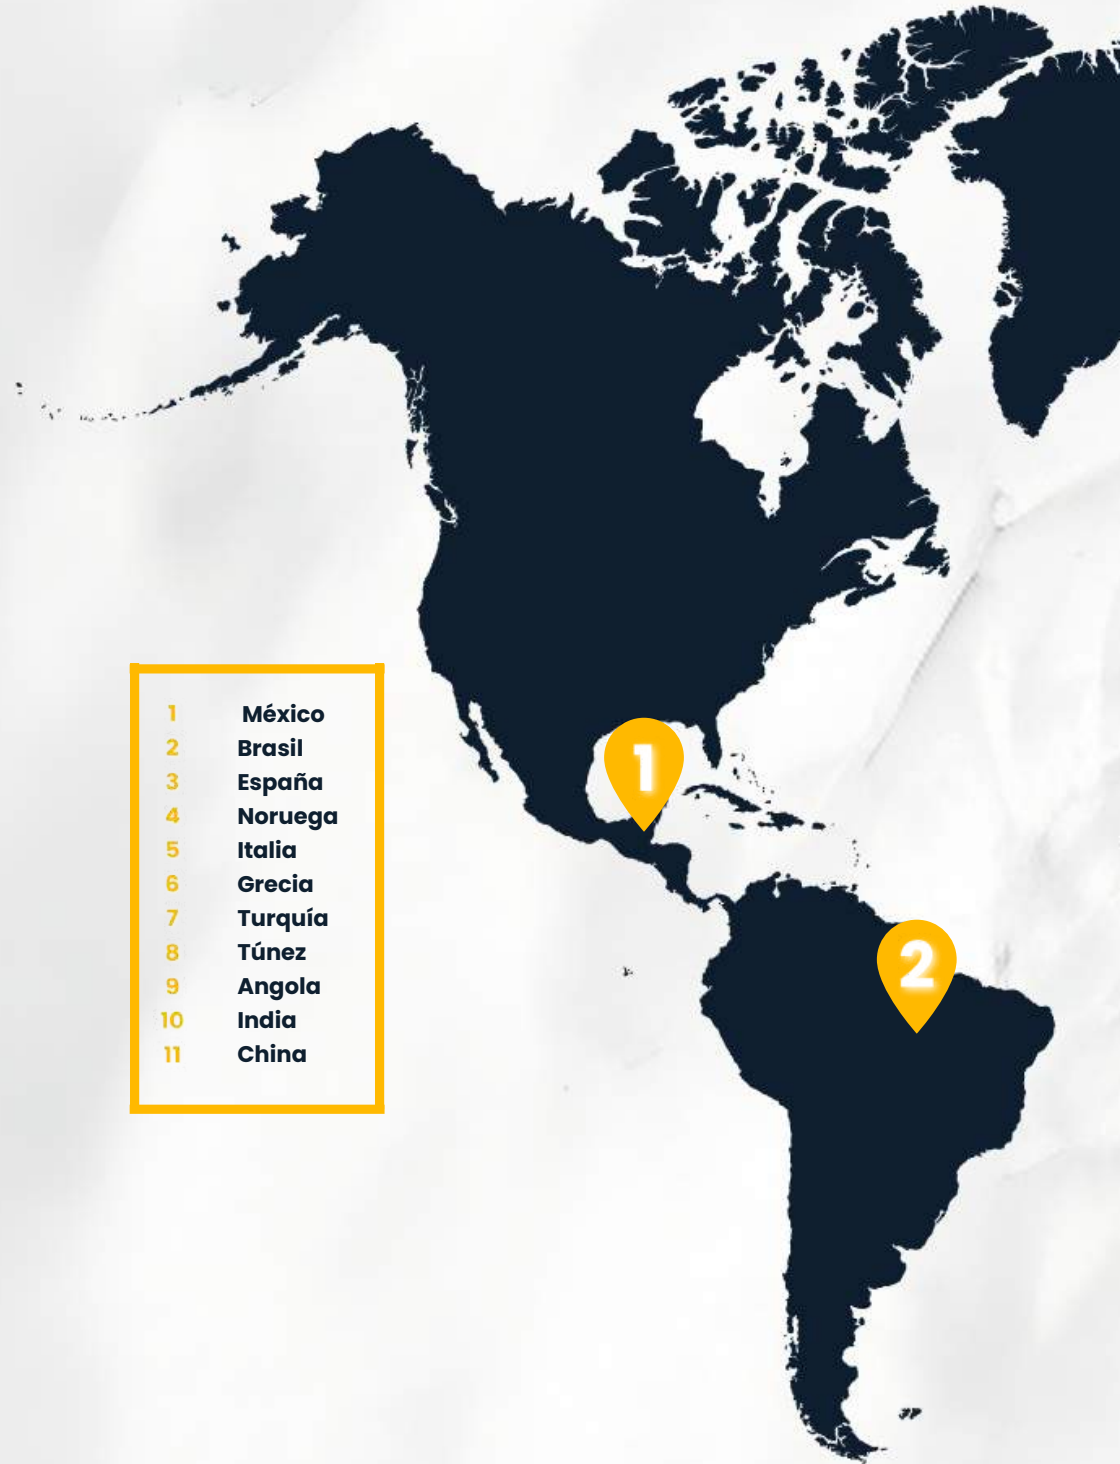 1 México
2 Brasil
3 España
4 Noruega
5 Italia
6 Grecia
7 Turquía
8 Túnez
9 Angola
10 India
11 China
1
2